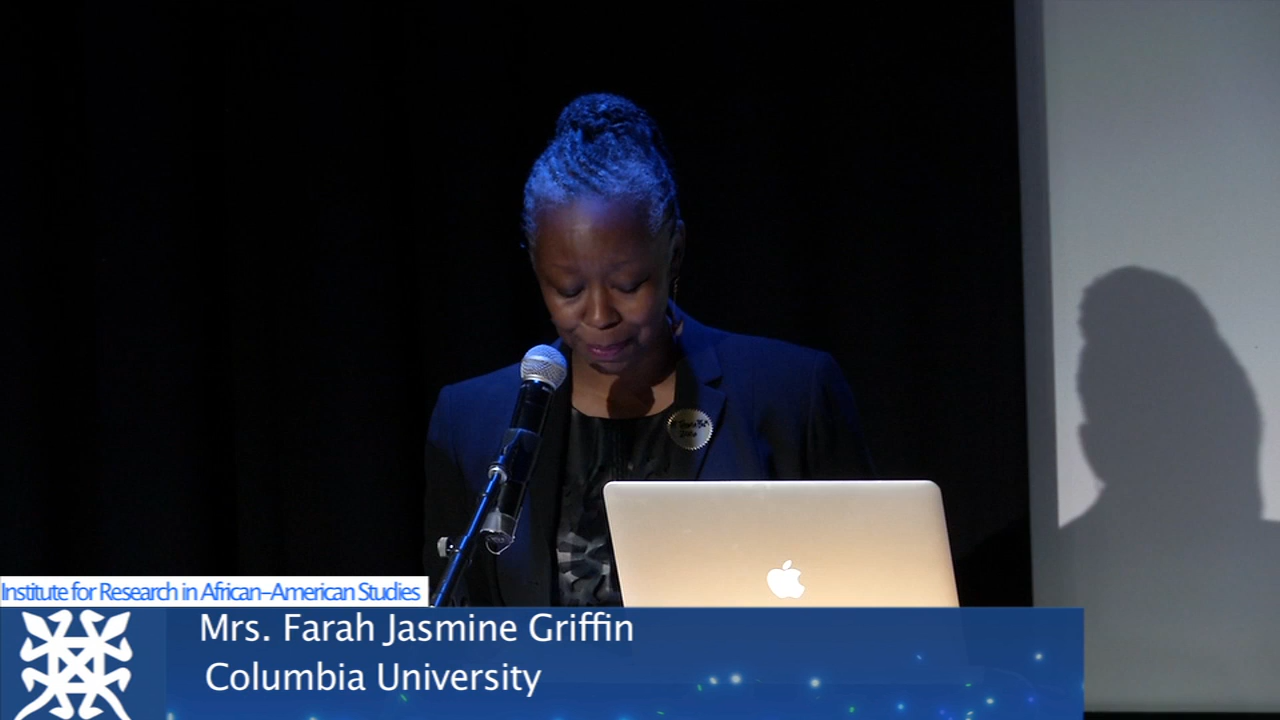 Institute for Research in African-American Studies
Mrs. Farah Jasmine Griffin
Columbia University